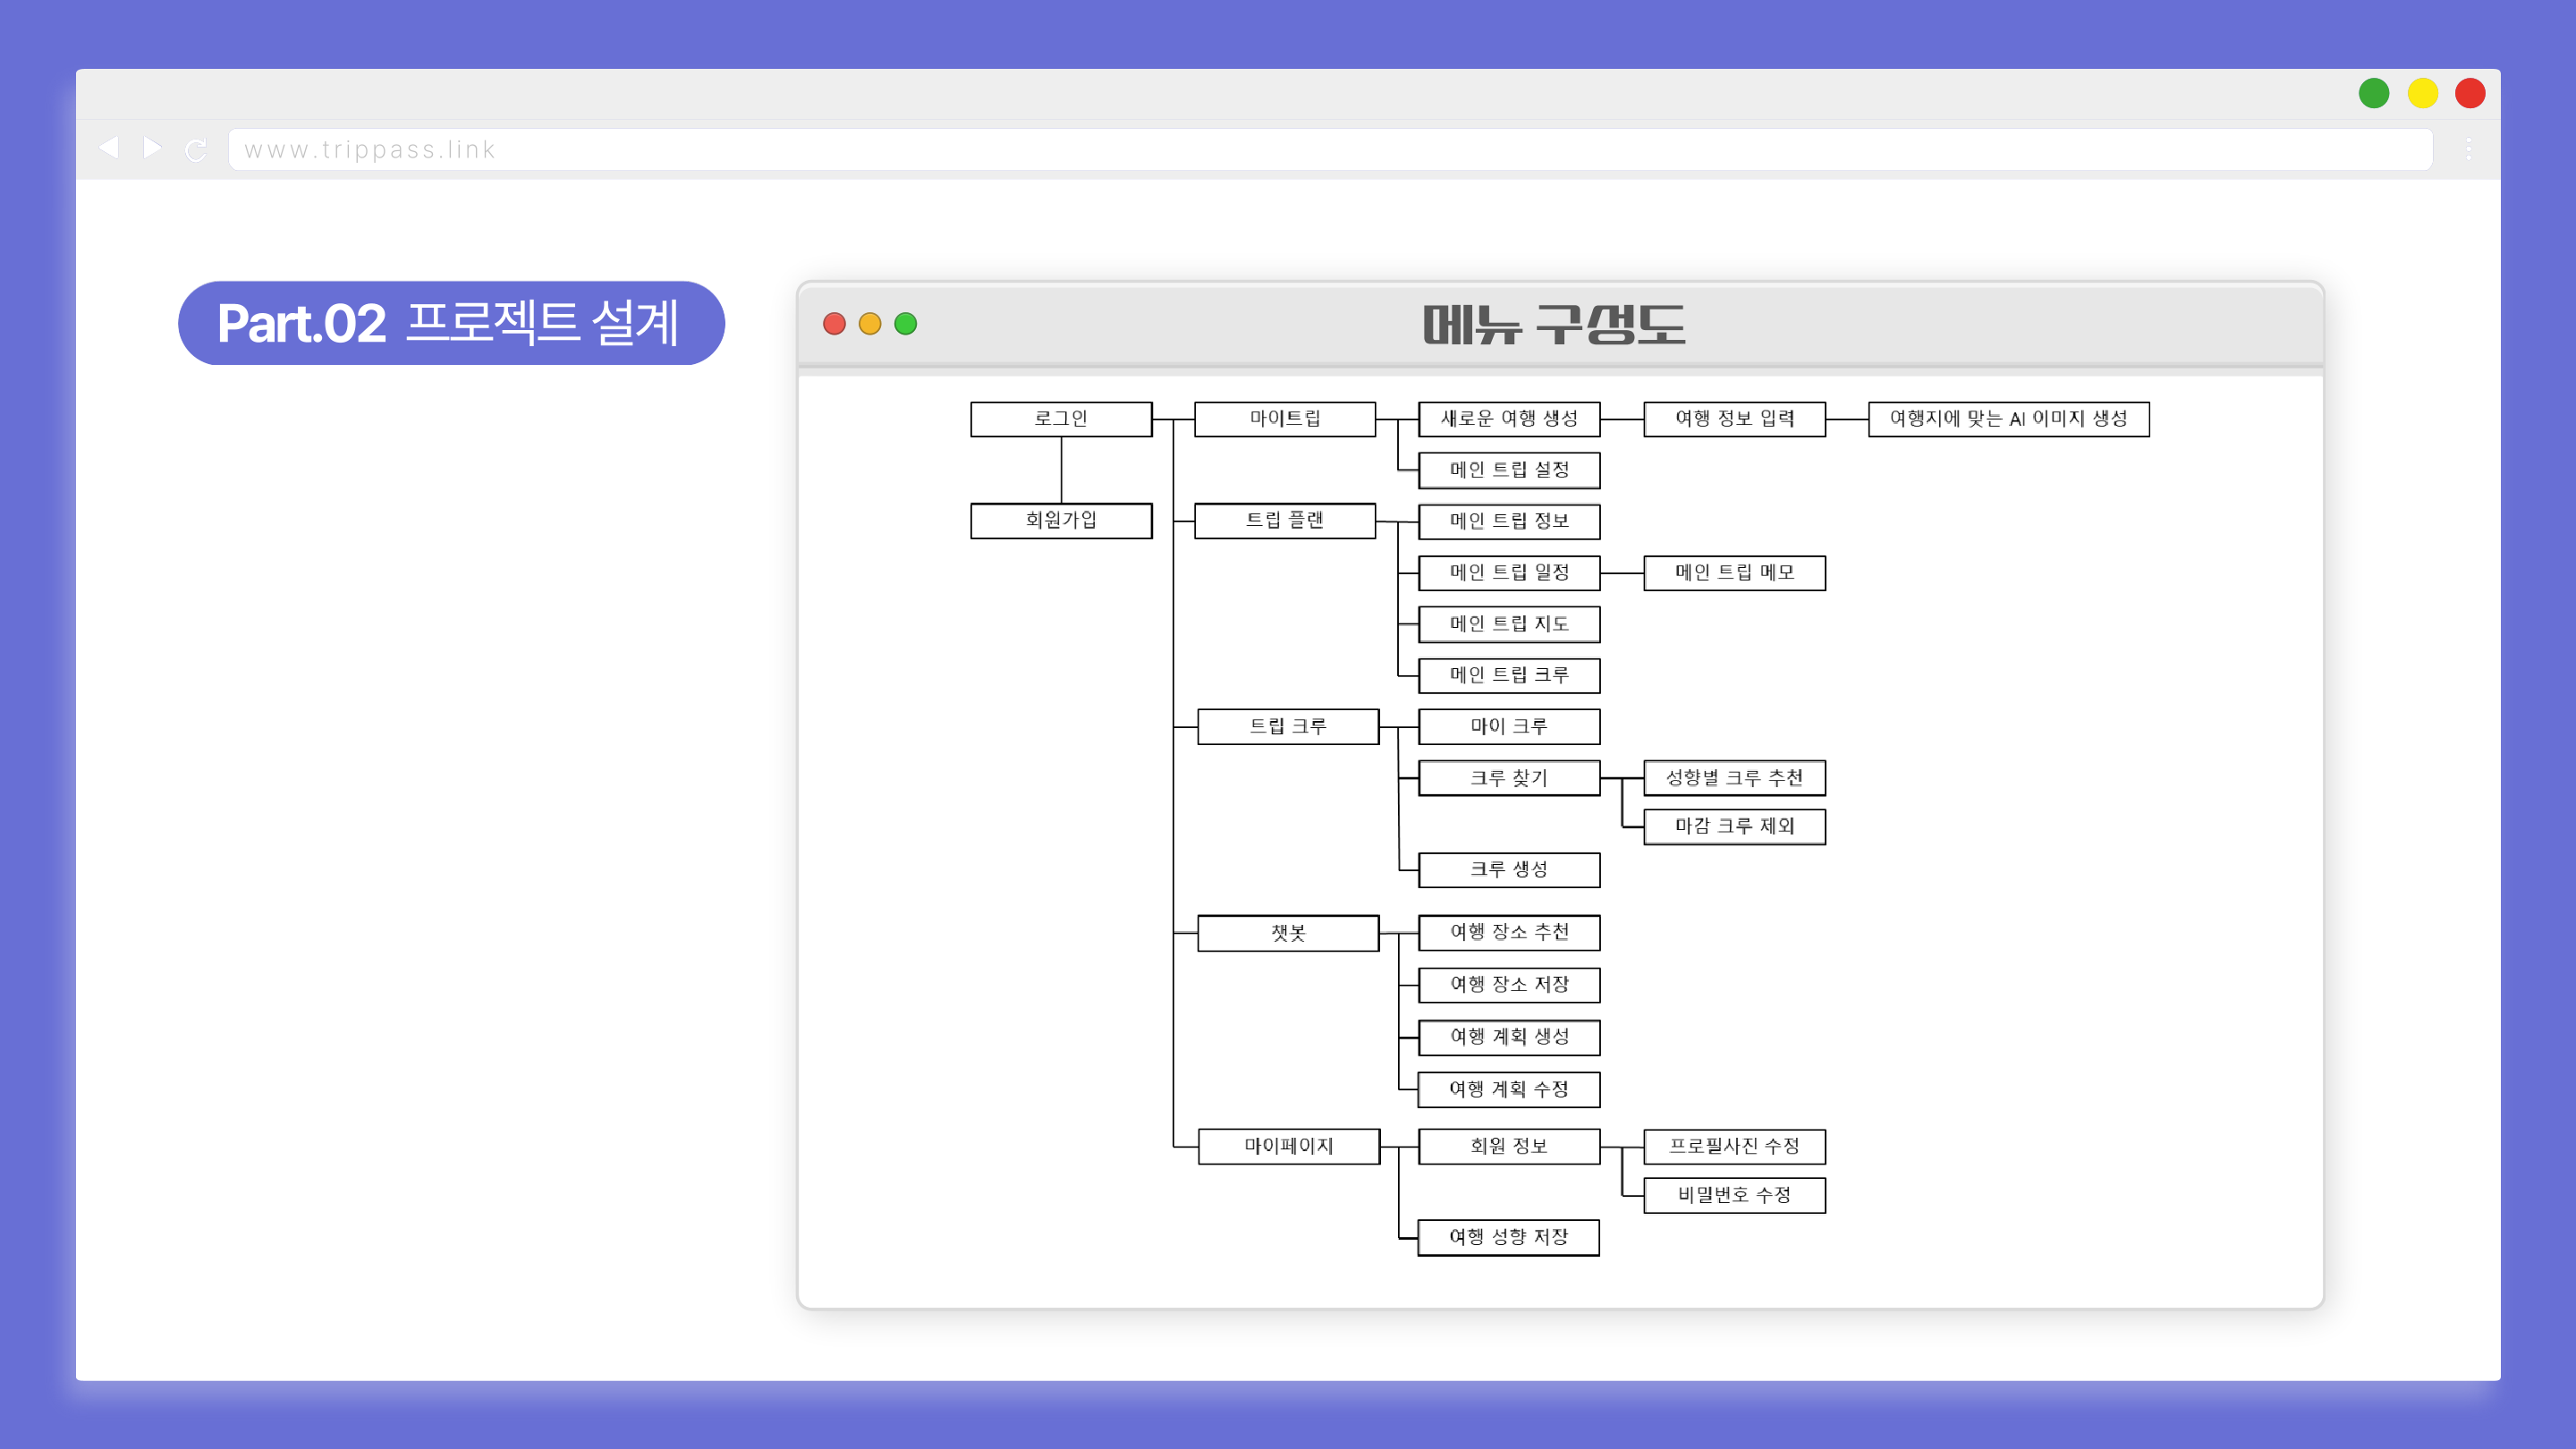 www.trippass.link
Part.02 프로젝트 설계
메뉴 구성도
로그인
마이트립
새로운 여행 생성
여행 정보 입력
여행지에 맞는 AI 이미지 생성
메인 트립 설정
회원가입
트립 플랜
메인 트립 정보
메인 트립 일정
메인 트립 메모
메인 트립 지도
메인 트립 크루
트립 크루
마이 크루
크루 찾기
성향별 크루 추천
마감 크루 제외
크루 생성
챗봇
여행 장소 추천
여행 장소 저장
여행 계획 생성
여행 계획 수정
마이페이지
회원 정보
프로필사진 수정
비밀번호 수정
여행 성향 저장